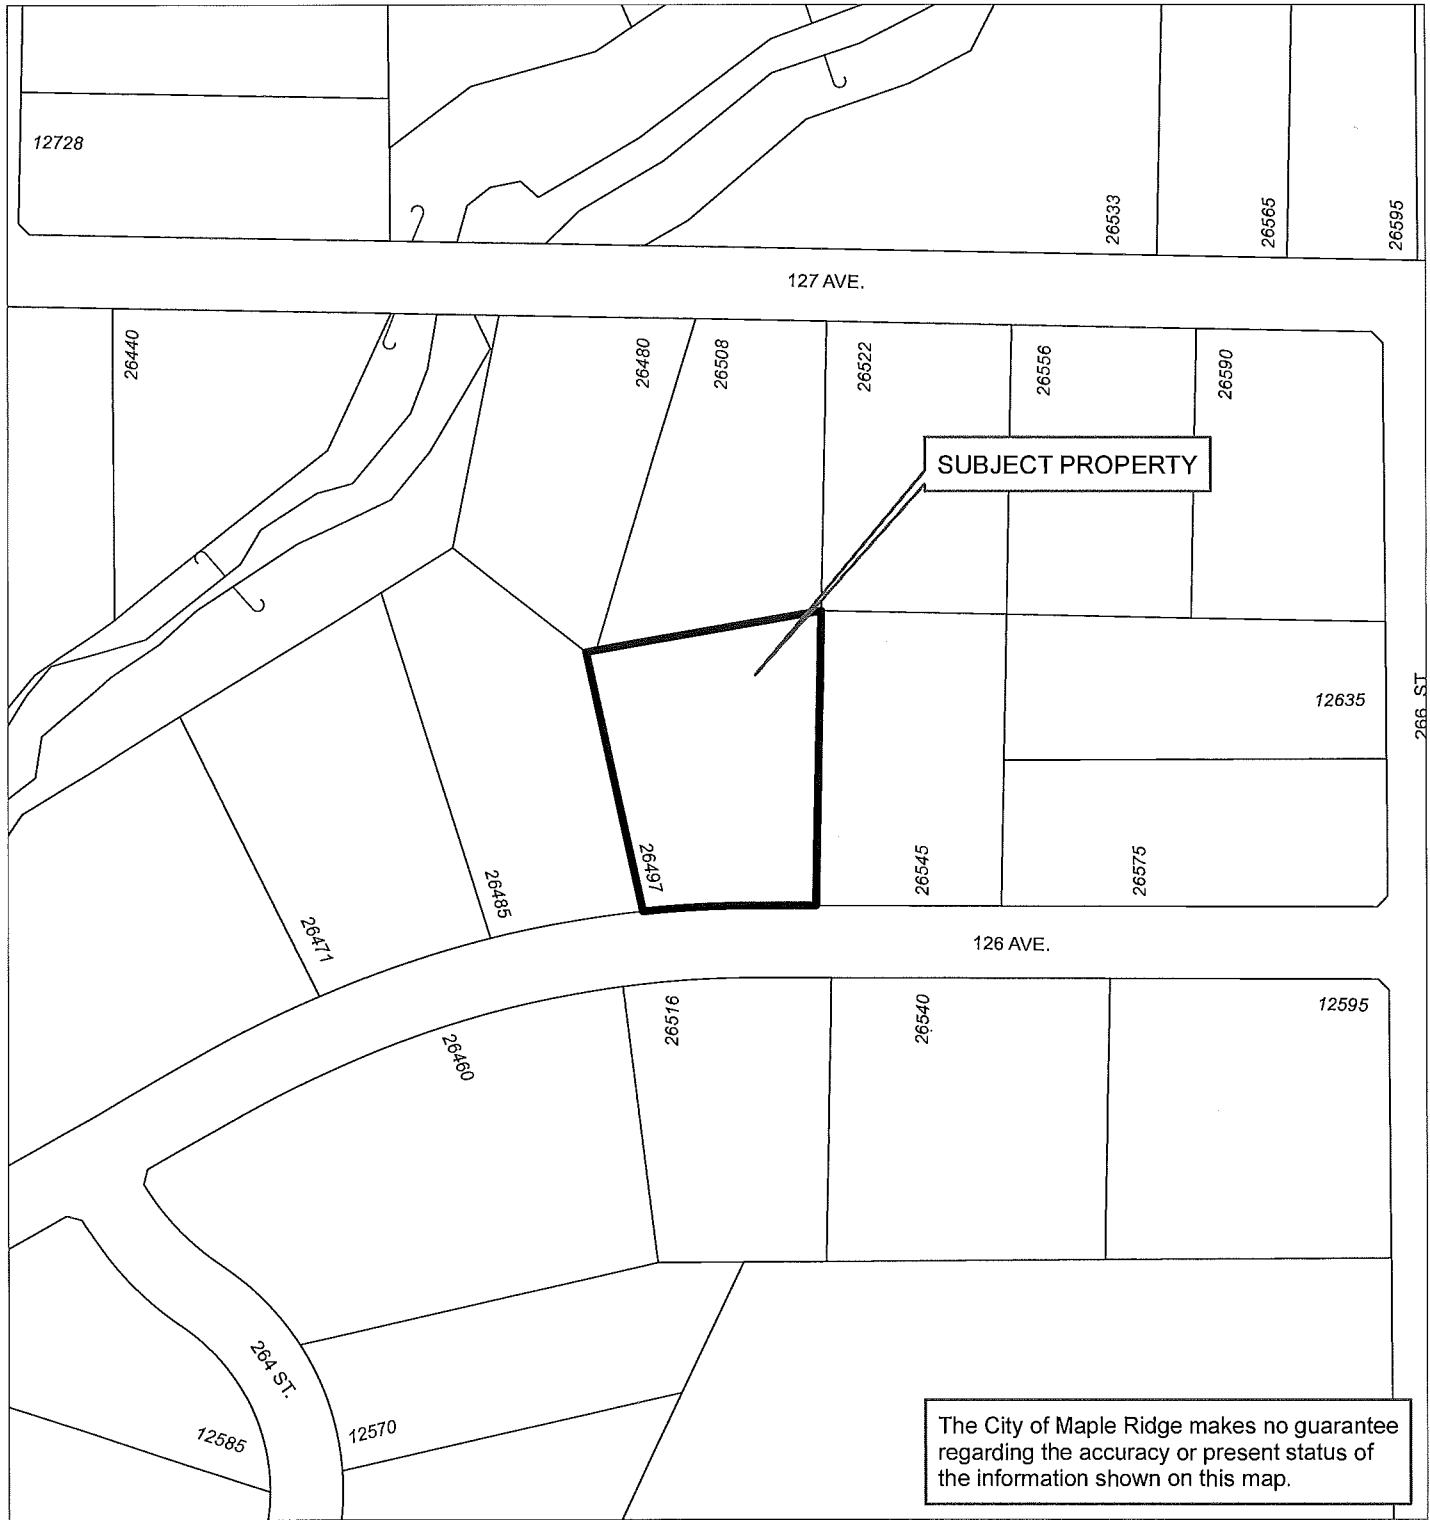 12728
26533
26565
26595
127 AVE.
26440
26480
26508
26522
26556
26590
SUBJECT PROPERTY
12635
266 ST
26497
26485
26471
26545
26575
126 AVE.
26460
26516
26540
12595
264 ST.
12585
12570
The City of Maple Ridge makes no guarantee
regarding the accuracy or present status of
the information shown on this map.